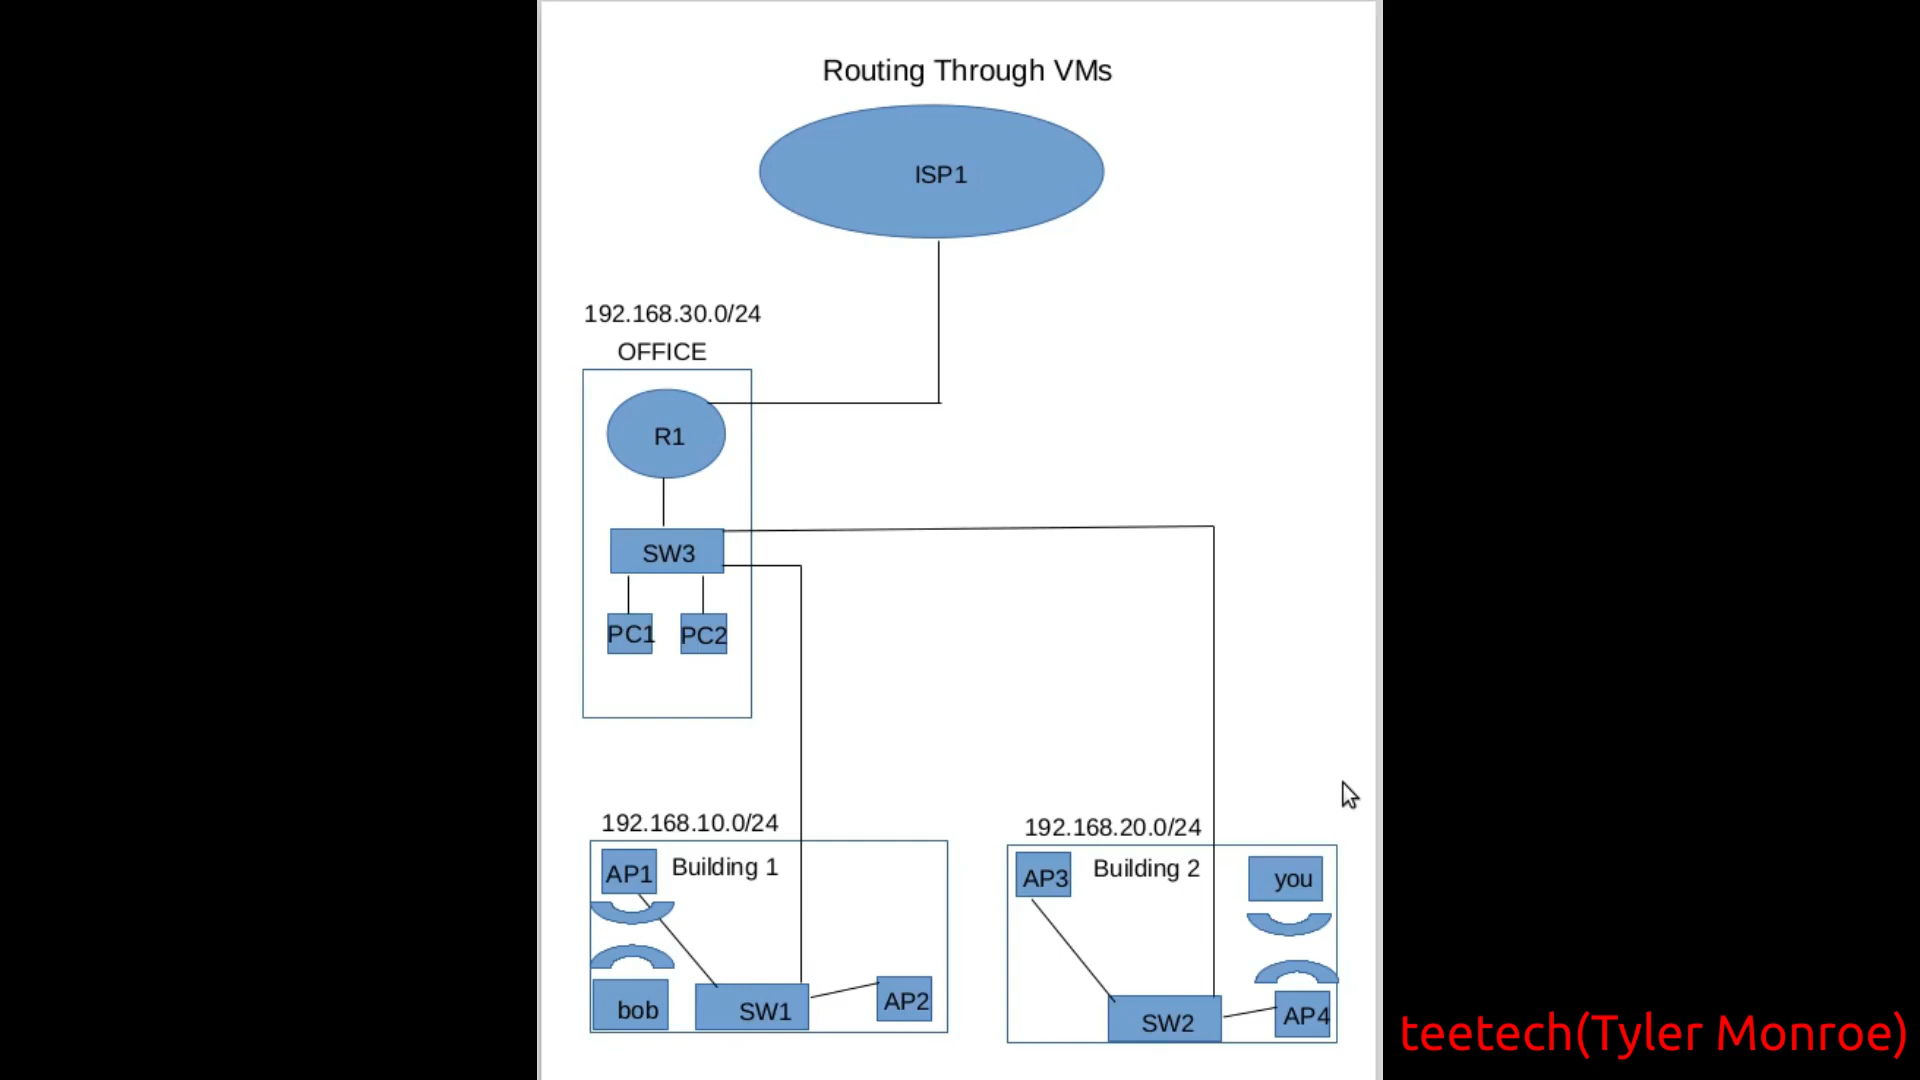 Routing Through VMs
ISP1
192.168.30.0/24
OFFICE
R1
SW3
PC1
PC2
192.168.10.0/24
Building 1
AP1
bob
SW1
AP2
192.168.20.0/24
Building 2
AP3
you
SW2
AP4
teetech(Tyler Monroe)